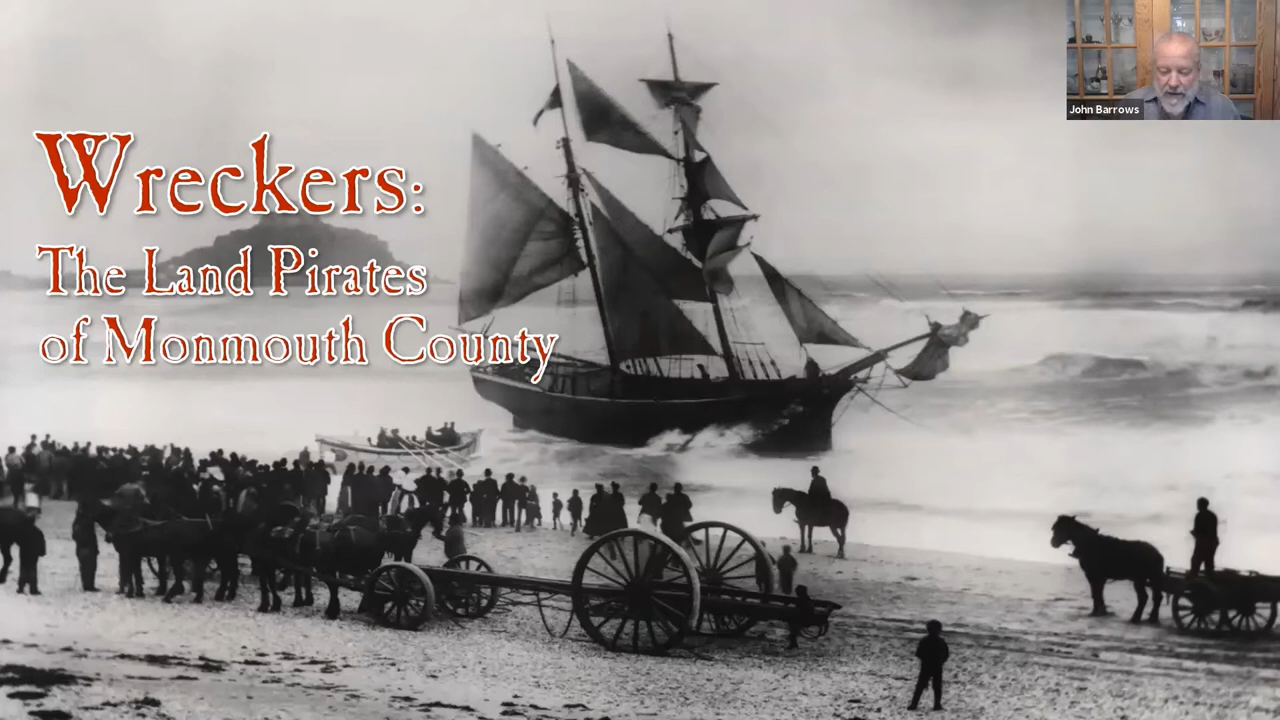 Wreckers:
The Land Pirates
of Monmouth County
John Barrows